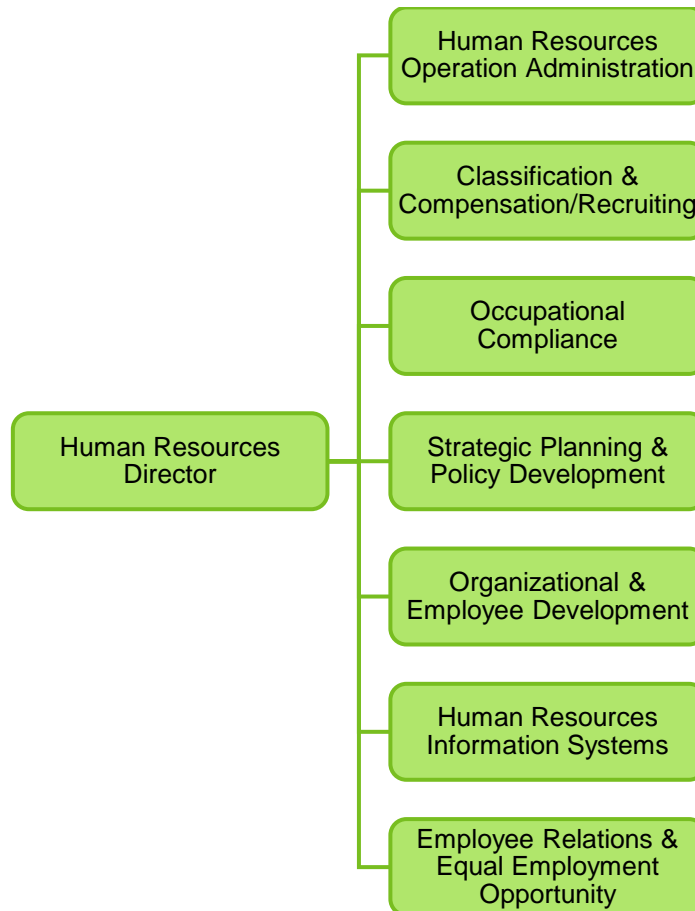 Human Resources
Operation Administration
Classification &
Compensation/Recruiting
Occupational
Compliance
Human Resources
Director
Strategic Planning &
Policy Development
Organizational &
Employee Development
Human Resources
Information Systems
Employee Relations &
Equal Employment
Opportunity